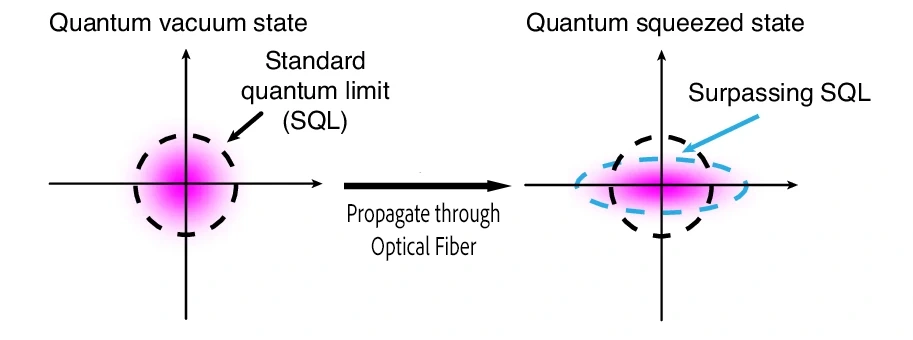 Quantum vacuum state
Standard
quantum limit
(SQL)
Propagate through
Optical Fiber
Quantum squeezed state
Surpassing SQL